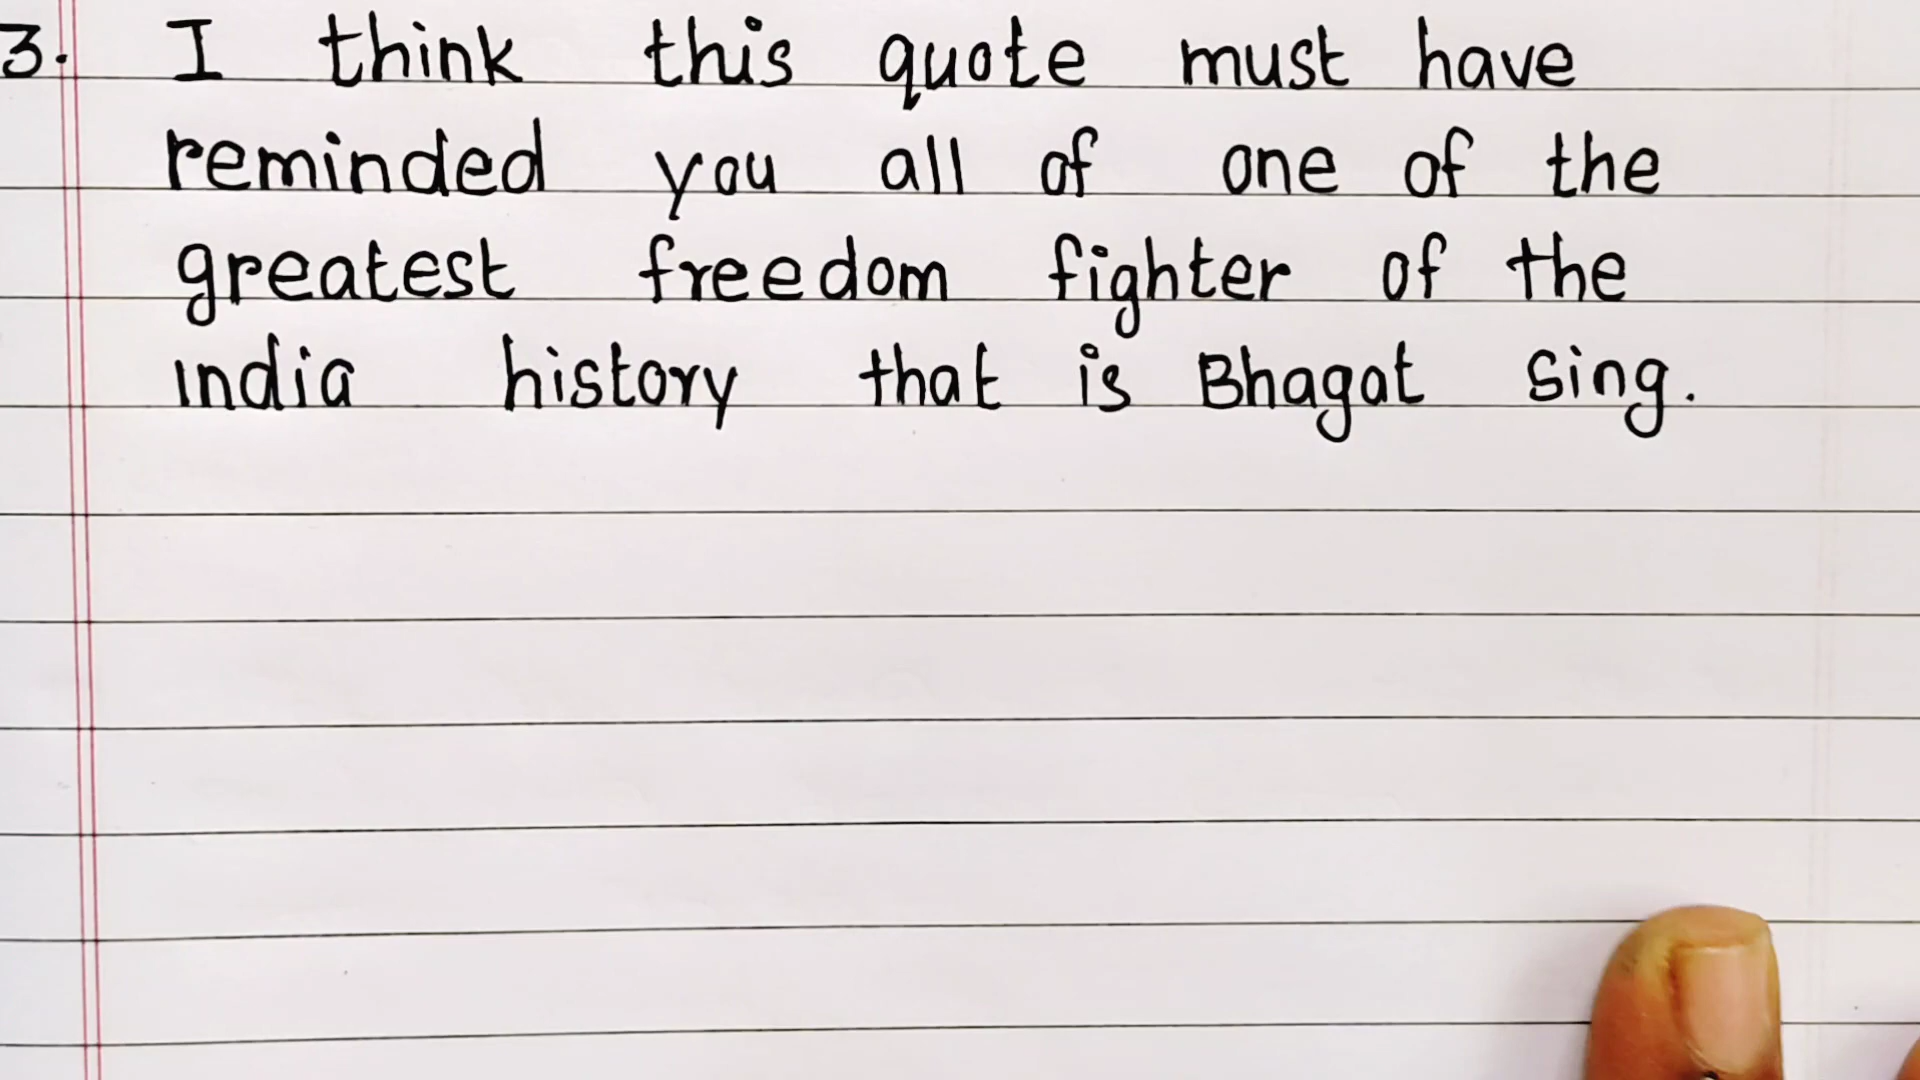 3. I think this quote must have
reminded you all of one of the
greatest freedom fighter of the
india history that is Bhagat Sing.